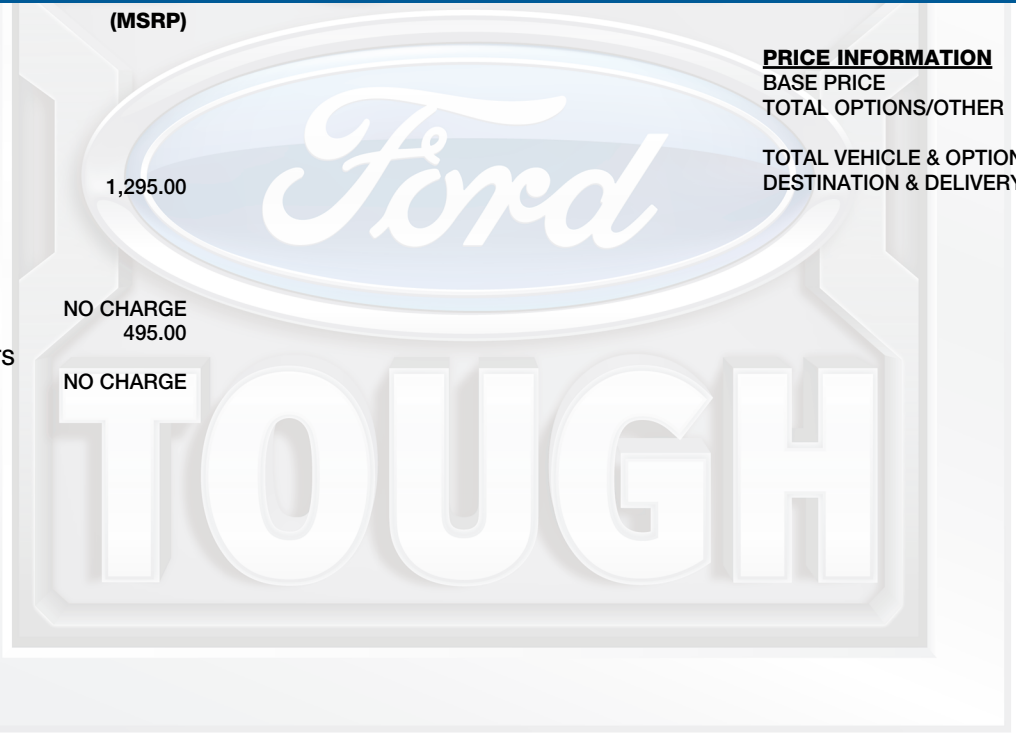 (MSRP)
1,295.00
NO CHARGE
495.00
TS
NO CHARGE
PRICE INFORMATION
BASE PRICE
TOTAL OPTIONS/OTHER
TOTAL VEHICLE & OPTION
DESTINATION & DELIVERY
Ford
TOUGH